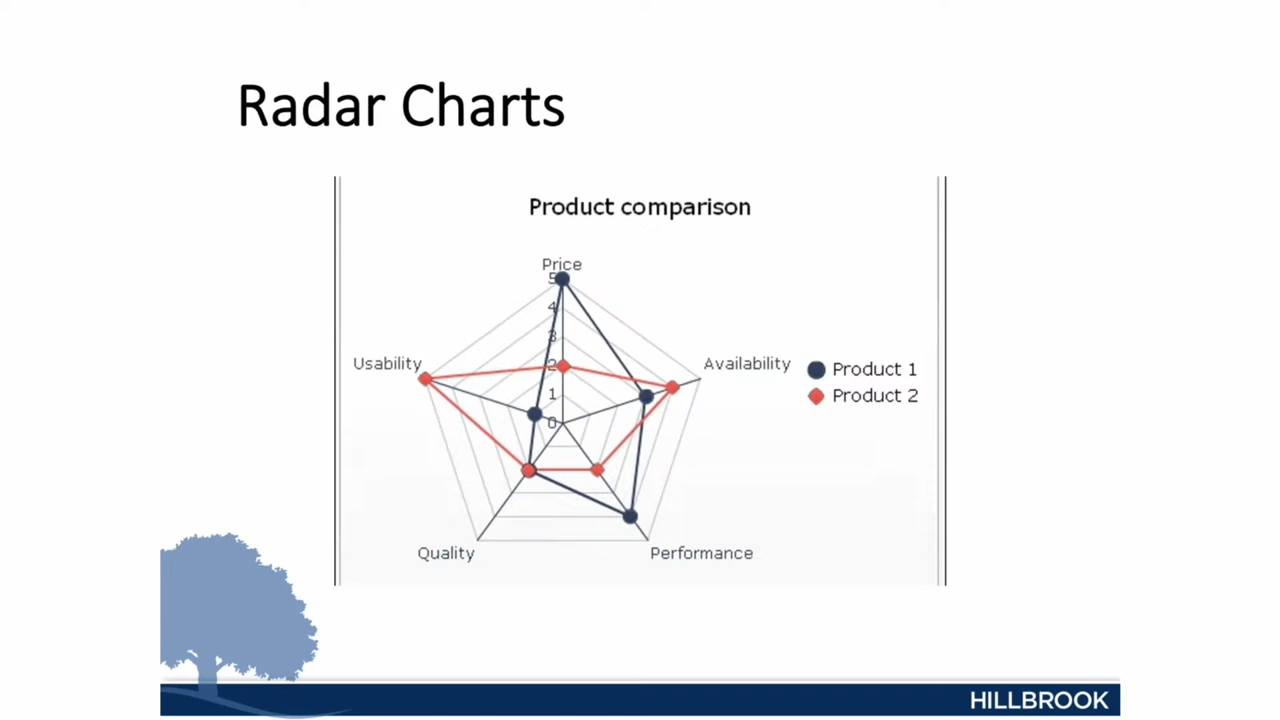 Radar Charts
Product comparison
Price
5
4
3
2
1
0
Usability
Availability
Product 1
Product 2
Quality
Performance
HILLBROOK